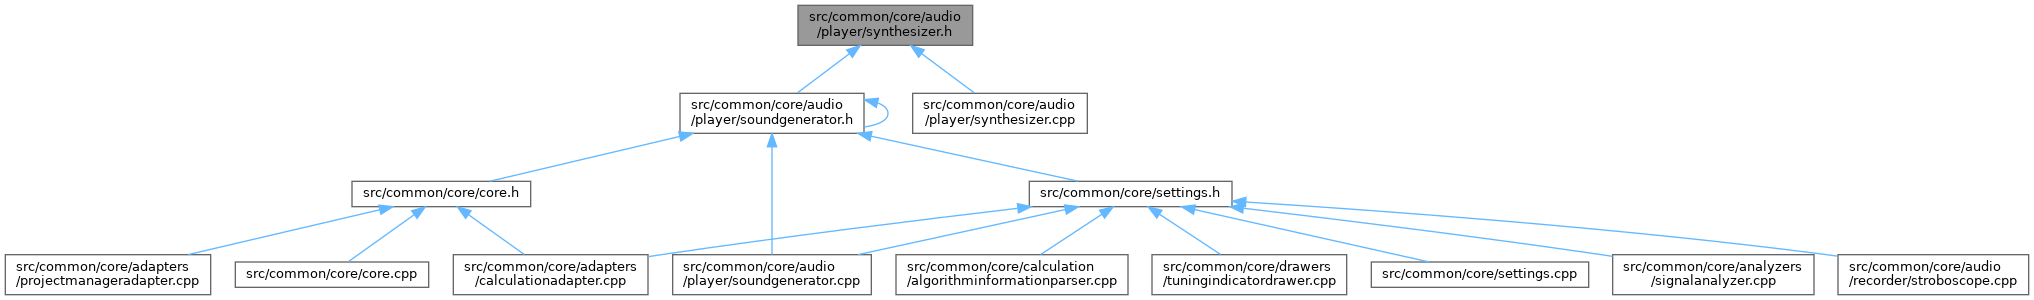 src/common/core/audio
/player/synthesizer.h
src/common/core/audio
/player/soundgenerator.h
src/common/core/audio
/player/synthesizer.cpp
src/common/core/core.h
src/common/core/settings.h
src/common/core/adapters
/projectmanageradapter.cpp
src/common/core/core.cpp
src/common/core/adapters
/calculationadapter.cpp
src/common/core/audio
/player/soundgenerator.cpp
src/common/core/calculation
/algorithminformationparser.cpp
src/common/core/drawers
/tuningindicatordrawer.cpp
src/common/core/settings.cpp
src/common/core/analyzers
/signalanalyzer.cpp
src/common/core/audio
/recorder/stroboscope.cpp